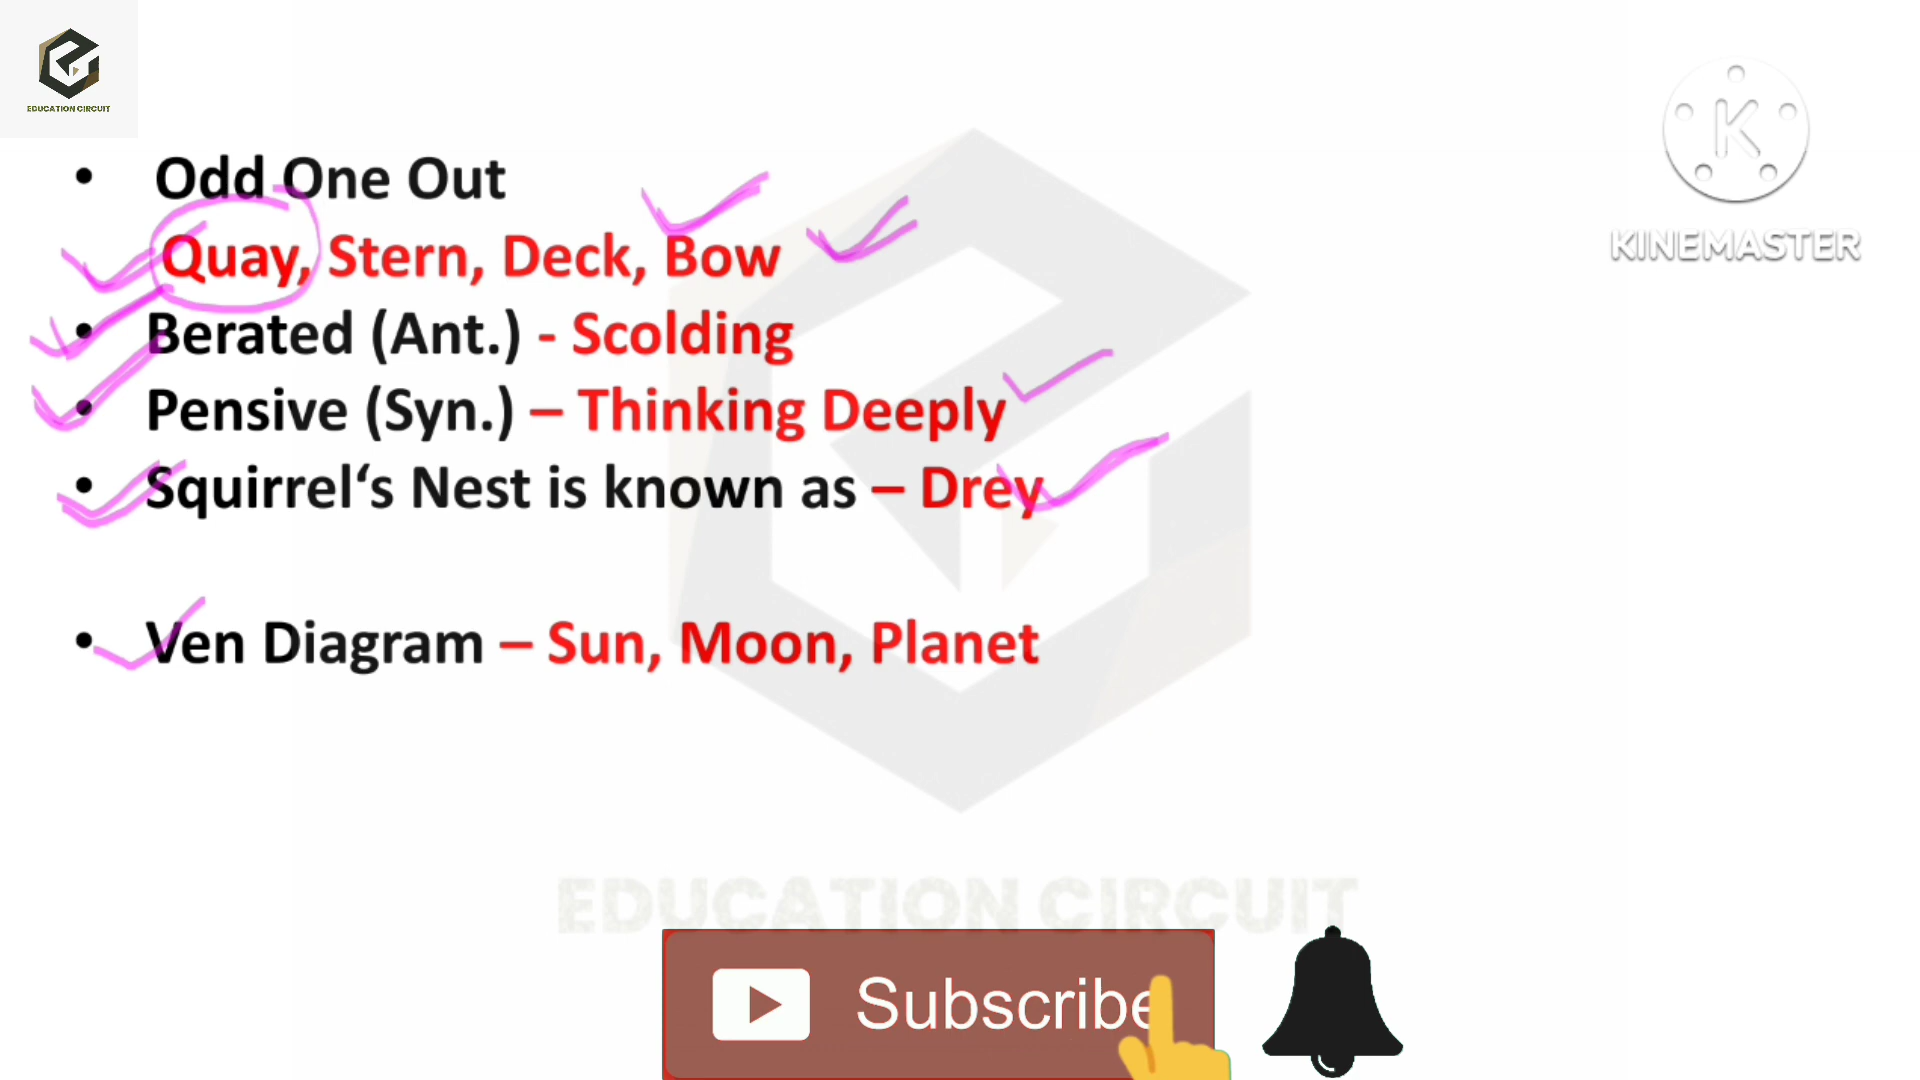 EDUCATION CIRCUIT
KINEMASTER
• Odd One Out
Quay, Stern, Deck, Bow
• Berated (Ant.) - Scolding
• Pensive (Syn.) – Thinking Deeply
• Squirrel‘s Nest is known as – Drey
• Ven Diagram – Sun, Moon, Planet
EDUCATION CIRCUIT
Subscribe